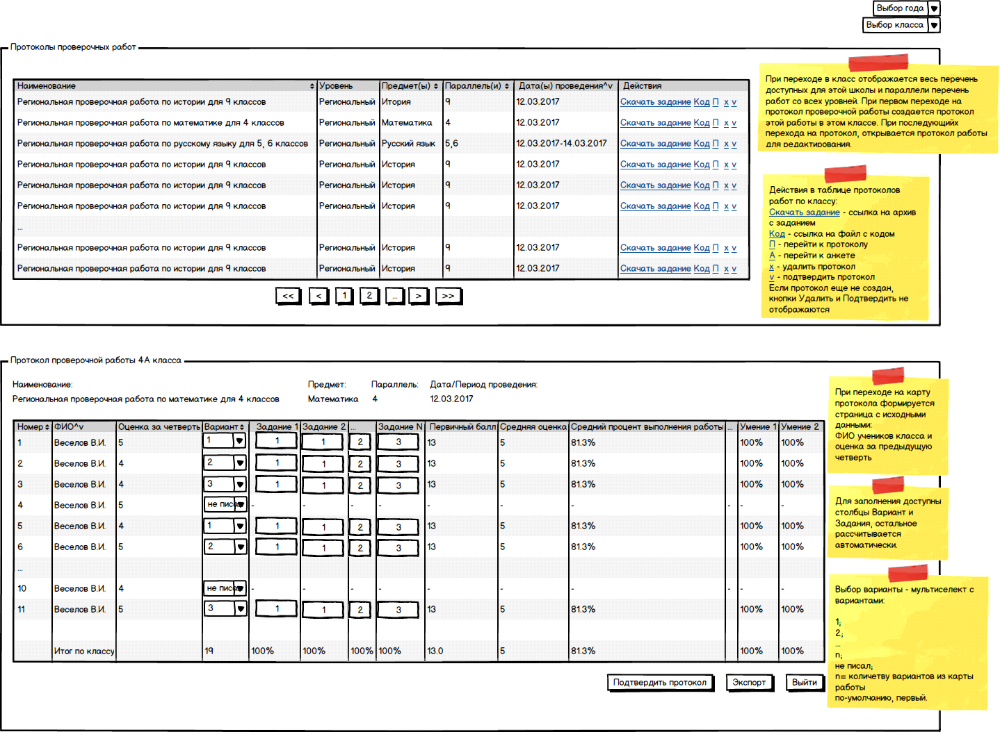 Выбор года
Выбор класса
Протоколы проверочных работ
Наименование Уровень Предмет(ы) Параллель(и) Дата(ы) проведения^v Действия
Региональная проверочная работа по истории для 9 классов Региональный Итория 9 12.03.2017 Скачать задание Код П x v
Региональная проверочная работа по математике для 4 классов Региональный Математика 4 12.03.2017 Скачать задание Код П x v
Региональная проверочная работа по русскому языку для 5, 6 классов Региональный Русский язык 5,6 12.03.2017-14.03.2017 Скачать задание Код П x v
Региональная проверочная работа по истории для 9 классов Региональный История 9 12.03.2017 Скачать задание Код П x v
Региональная проверочная работа по истории для 9 классов Региональный История 9 12.03.2017 Скачать задание Код П x v
Региональная проверочная работа по истории для 9 классов Региональный История 9 12.03.2017 Скачать задание Код П x v
...
Региональная проверочная работа по истории для 9 классов Региональный История 9 12.03.2017 Скачать задание Код П x v
Региональная проверочная работа по истории для 9 классов Региональный История 9 12.03.2017 Скачать задание Код П x v
<< < 1 2 ... > >>
При переходе в класс отображается весь перечень
доступных для этой школы и параллели перечень
работ со всех уровней. При первом переходе на
протокол проверочной работы создается протокол
этой работы в этом классе. При последующийх
перехода на протокол, открывается протокол работы
для редактирования.
Действия в таблице протоколов
работ по классу:
Скачать задание - ссылка на архив
с заданием
Код - ссылка на файл с кодом
П - перейти к протоколу
А - перейти к анкете
x - удалить протокол
v - подтвердить протокол
Если протокол еще не создан,
кнопки Удалить и Подтвердить не
отображаются
Протокол проверочной работы 4А класса
Наименование: Предмет: Параллель: Дата/Период проведения:
Региональная проверочная работа по математике для 4 классов Математика 4 12.03.2017
Номер ФИО^v Оценка за четверть Вариант Задание 1 Задание 2 ... Задание N Первичный балл Средняя оценка Средний процент выполнения работы ... Умение 1 Умение 2
1 Веселов В.И. 5 1 1 1 2 3 13 5 81.3% 100% 100%
2 Веселов В.И. 4 2 1 1 2 3 13 5 81.3% 100% 100%
3 Веселов В.И. 4 3 1 1 2 3 13 5 81.3% 100% 100%
4 Веселов В.И. 5 не писал - - - - - - - - - -
5 Веселов В.И. 4 1 1 1 2 3 13 5 81.3% 100% 100%
6 Веселов В.И. 5 2 1 1 2 3 13 5 81.3% 100% 100%
...
10 Веселов В.И. 4 не писал - - - - - - - - - -
11 Веселов В.И. 5 3 1 1 2 3 13 5 81.3% 100% 100%
Итог по классу 19 100% 100% 100% 100% 13.0 5 81.3% 100% 100%
Подтвердить протокол Экспорт Выйти
При переходе на карту
протокола формируется
страница с исходными
данными:
ФИО учеников класса и
оценка за предыдущую
четверть
Для заполнения доступны
столбцы Вариант и
Задания, остальное
рассчитывается
автоматически.
Выбор варианты - мультиселект с
вариантами:
1;
2;
...
n;
не писал;
n= количетву вариантов из карты
работы
по-умолчанию, первый.